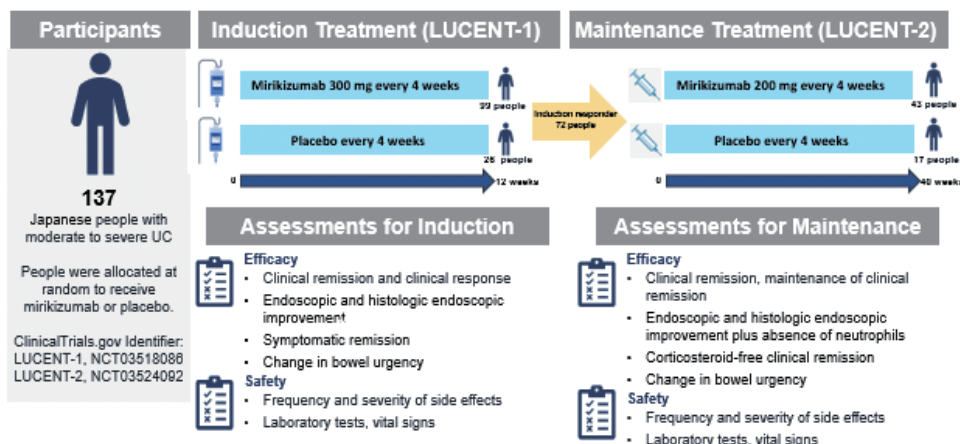 Participants
137
Japanese people with
moderate to severe UC
People were allocated at
random to receive
mirikizumab or placebo.
ClinicalTrials.gov Identifier:
LUCENT-1, NCT03518086
LUCENT-2, NCT03524092
Induction Treatment (LUCENT-1)
Mirikizumab 300 mg every 4 weeks
99 people
Placebo every 4 weeks
26 people
0
12 weeks
Induction responder
72 people
Maintenance Treatment (LUCENT-2)
Mirikizumab 200 mg every 4 weeks
43 people
Placebo every 4 weeks
17 people
0
40 weeks
Assessments for Induction
Efficacy
• Clinical remission and clinical response
• Endoscopic and histologic endoscopic
improvement
• Symptomatic remission
• Change in bowel urgency
Safety
• Frequency and severity of side effects
• Laboratory tests, vital signs
Assessments for Maintenance
Efficacy
• Clinical remission, maintenance of clinical
remission
• Endoscopic and histologic endoscopic
improvement plus absence of neutrophils
• Corticosteroid-free clinical remission
• Change in bowel urgency
Safety
• Frequency and severity of side effects
• Laboratory tests, vital signs